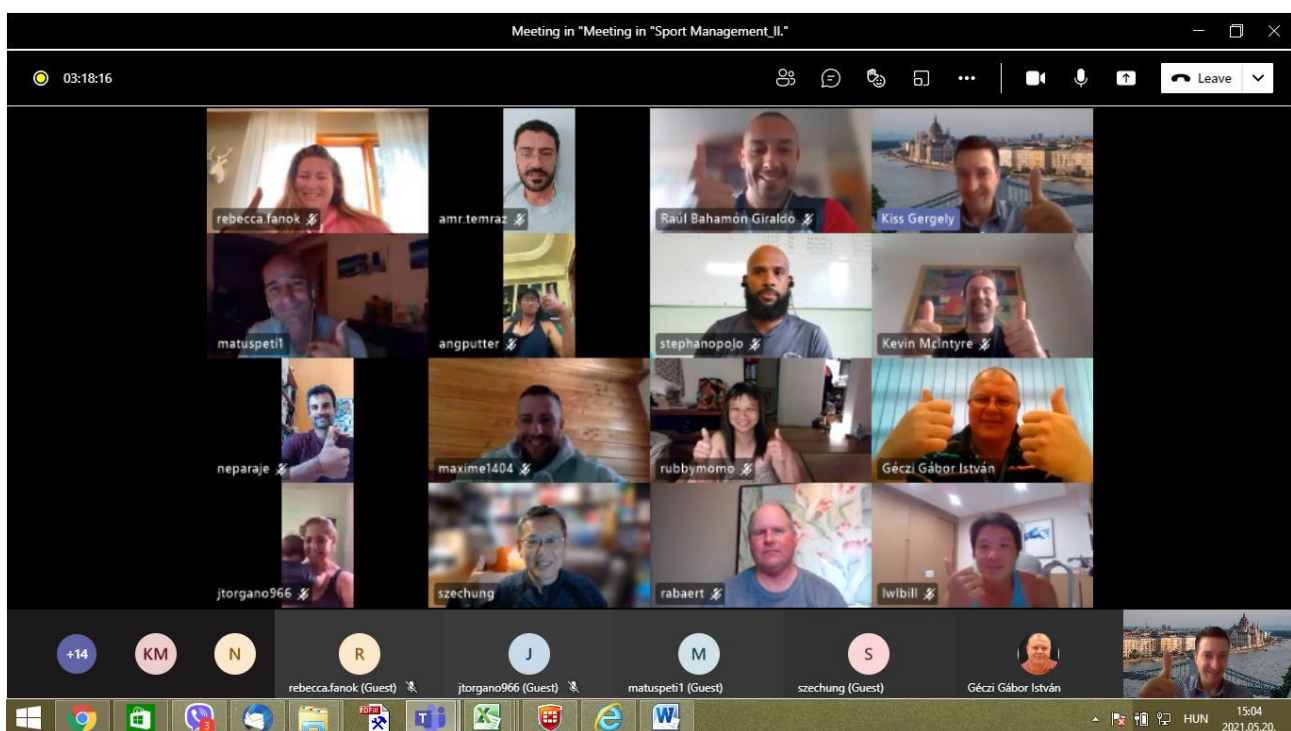 Meeting in "Meeting in "Sport Management_II."
03:18:16
Leave
rebecca.fanok
amr.temraz
Raúl Bahamón Giraldo
Kiss Gergely
matuspeti1
angputter
stephanopolo
Kevin McIntyre
neparaje
maxime1404
rubbymomo
Géczi Gábor István
jtorgano966
szechung
rabaert
lwlbill
+14
KM
N
R
J
M
S
rebecca.fanok (Guest)
jtorgano966 (Guest)
matuspeti1 (Guest)
szechung (Guest)
Géczi Gábor István
3
HUN
15:04
2021.05.20.